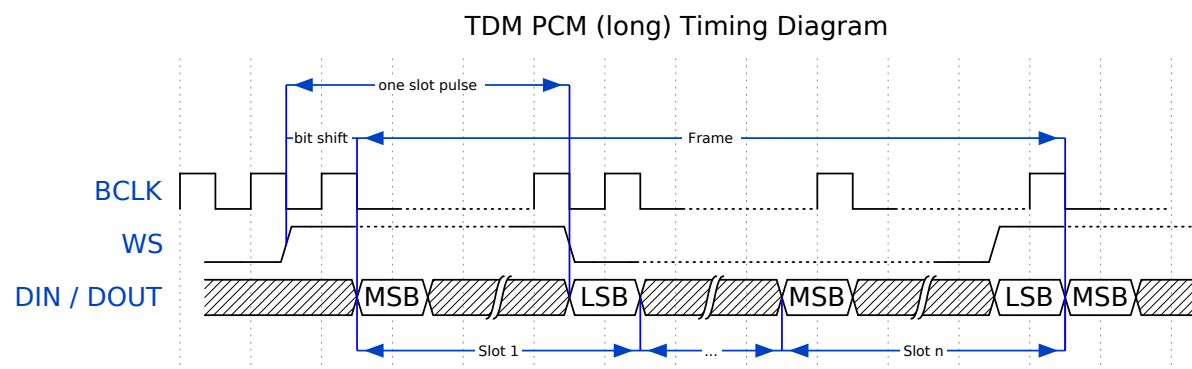 TDM PCM (long) Timing Diagram
one slot pulse
bit shift
Frame
BCLK
WS
DIN / DOUT
MSB
LSB
MSB
LSB
MSB
Slot 1
...
Slot n